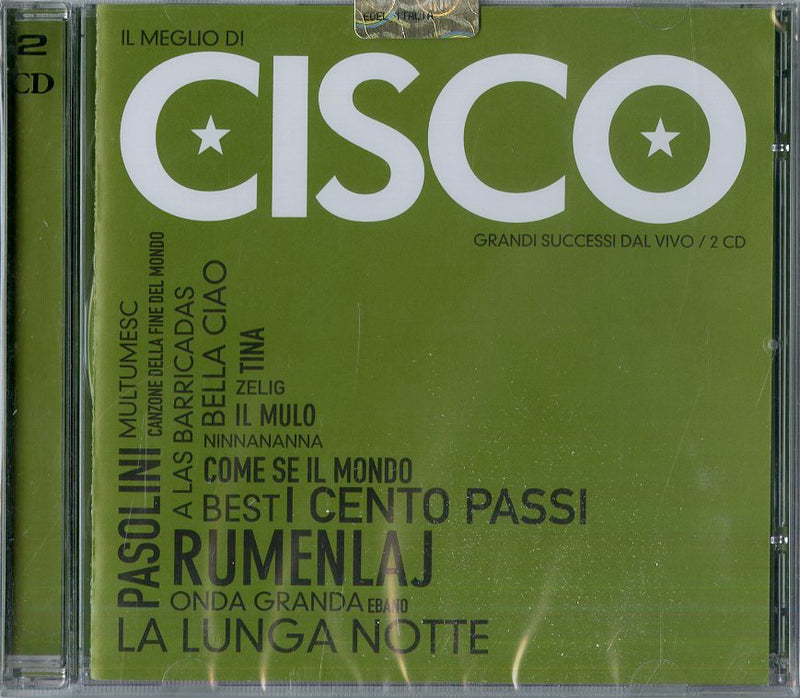 EDEL ITALIA
2
CD
IL MEGLIO DI
CISCO
GRANDI SUCCESSI DAL VIVO / 2 CD
PASOLINI
MULTUMESC
CANZONE DELLA FINE DEL MONDO
A LAS BARRICADAS
BELLA CIAO
TINA
ZELIG
IL MULO
NINNANANNA
COME SE IL MONDO
BEST I CENTO PASSI
RUMENLAJ
ONDA GRANDA EBANO
LA LUNGA NOTTE